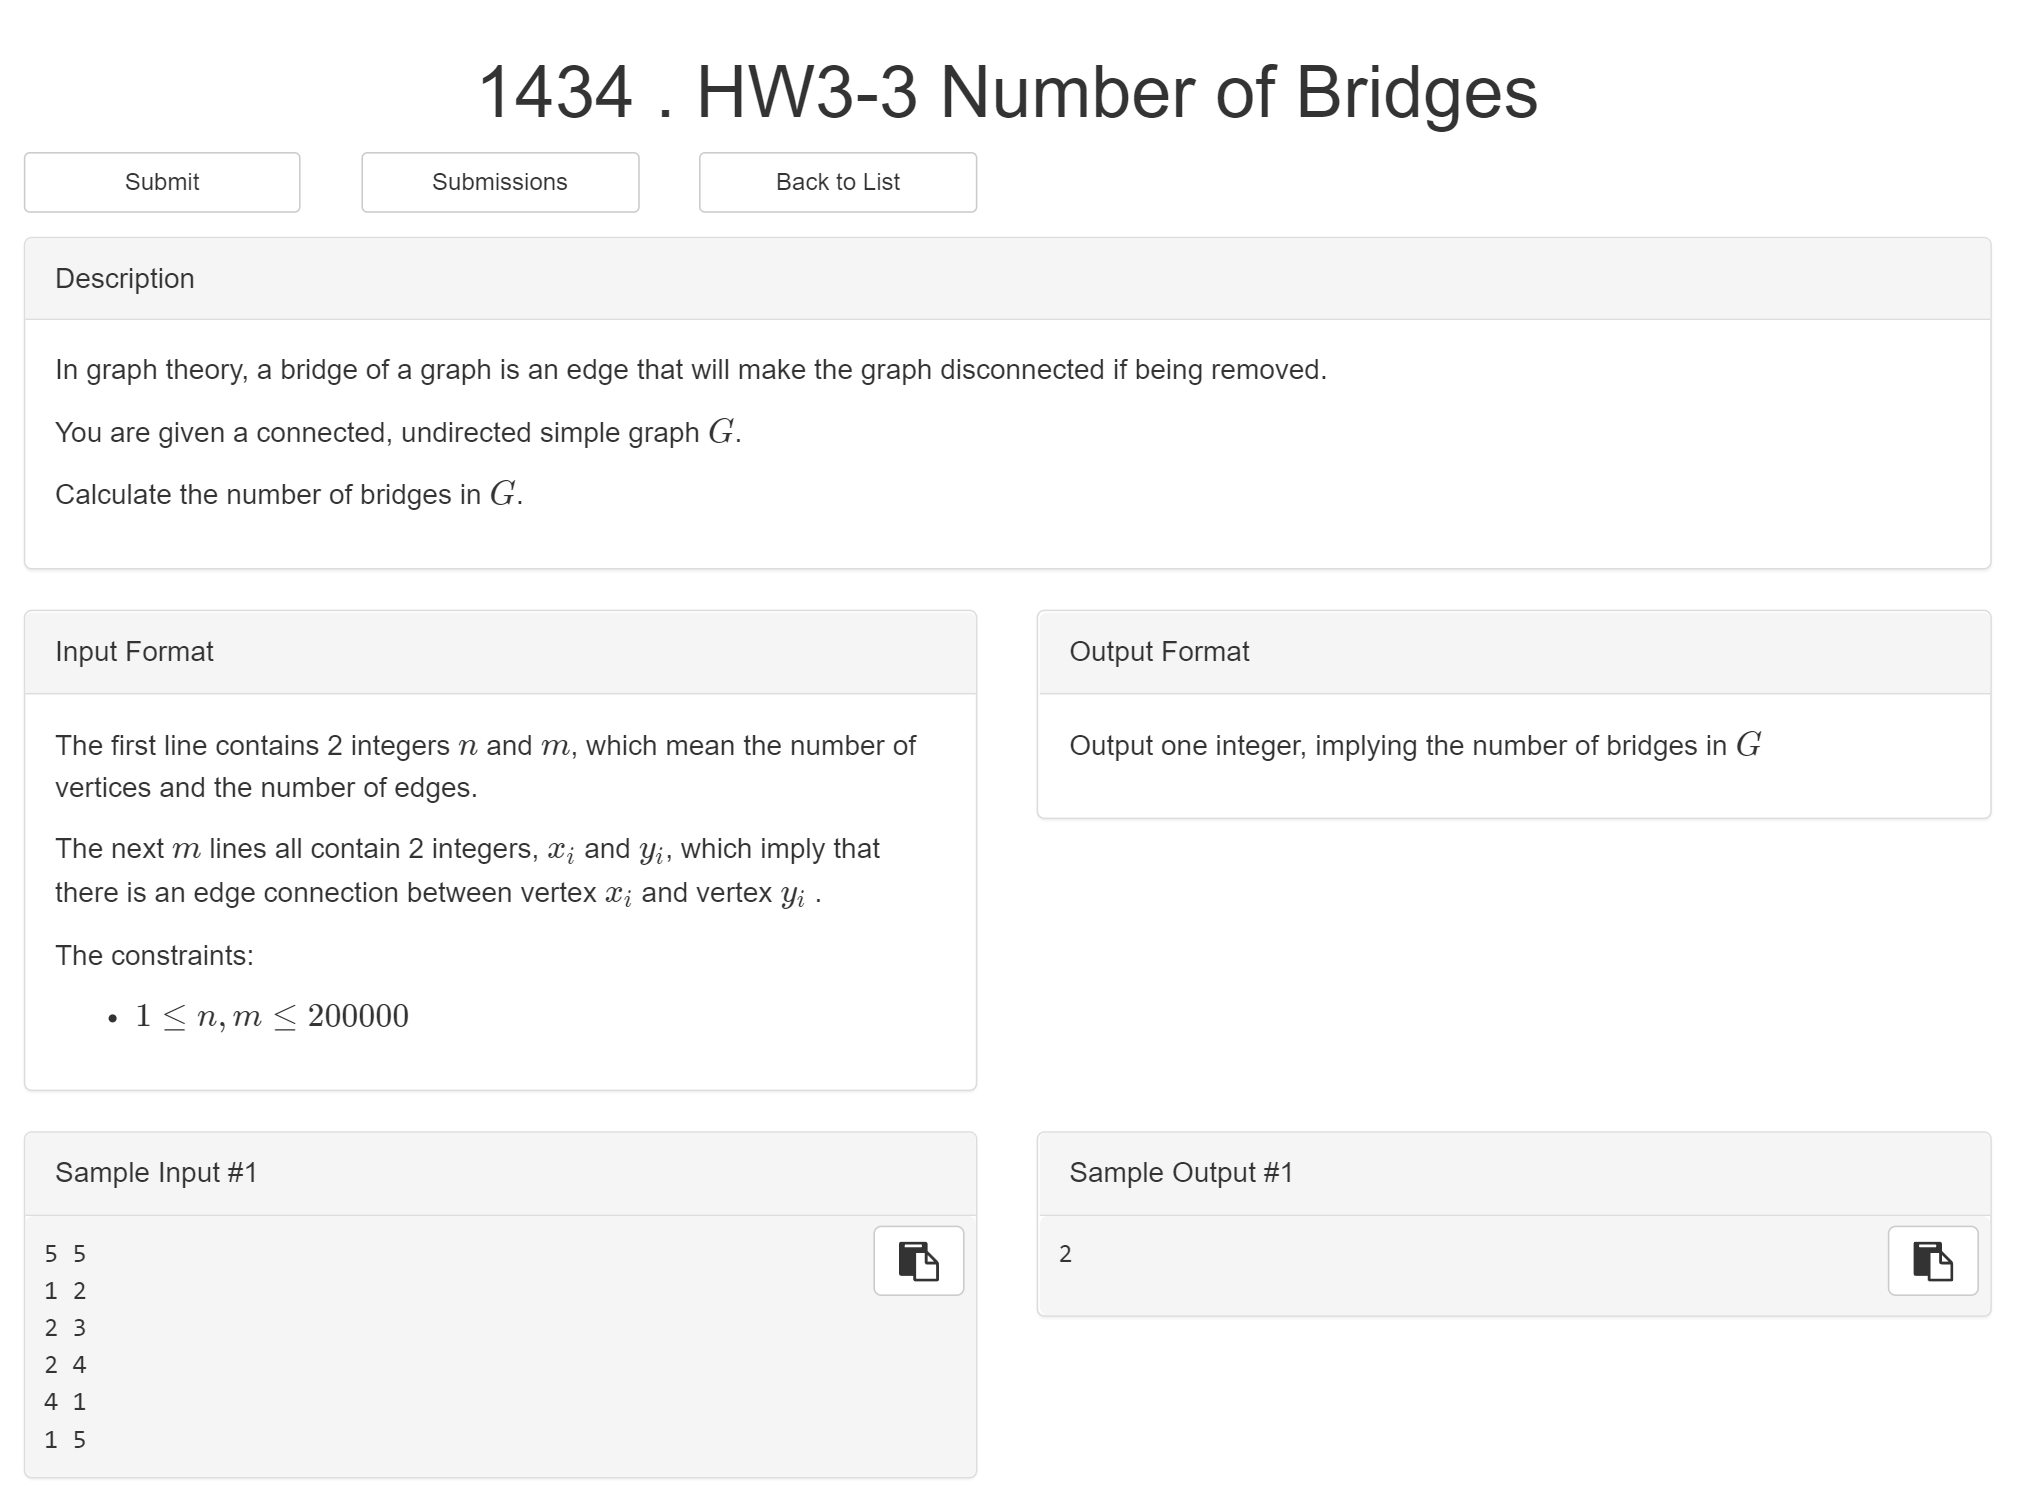 1434 . HW3-3 Number of Bridges
Submit
Submissions
Back to List
Description
In graph theory, a bridge of a graph is an edge that will make the graph disconnected if being removed.
You are given a connected, undirected simple graph G.
Calculate the number of bridges in G.
Input Format
The first line contains 2 integers n and m, which mean the number of
vertices and the number of edges.
The next m lines all contain 2 integers, xᵢ and yᵢ, which imply that
there is an edge connection between vertex xᵢ and vertex yᵢ .
The constraints:
• 1 ≤ n, m ≤ 200000
Output Format
Output one integer, implying the number of bridges in G
Sample Input #1
5 5
1 2
2 3
2 4
4 1
1 5
Sample Output #1
2